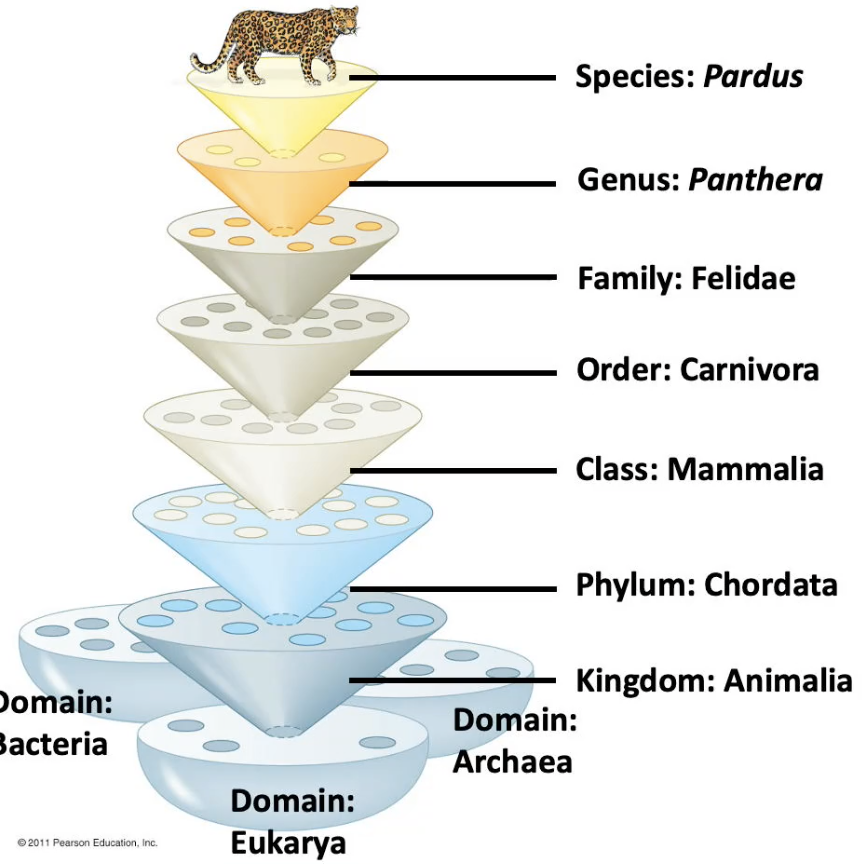 Species: Pardus
Genus: Panthera
Family: Felidae
Order: Carnivora
Class: Mammalia
Phylum: Chordata
Kingdom: Animalia
Domain:
Bacteria
Domain:
Archaea
Domain:
Eukarya
© 2011 Pearson Education, Inc.